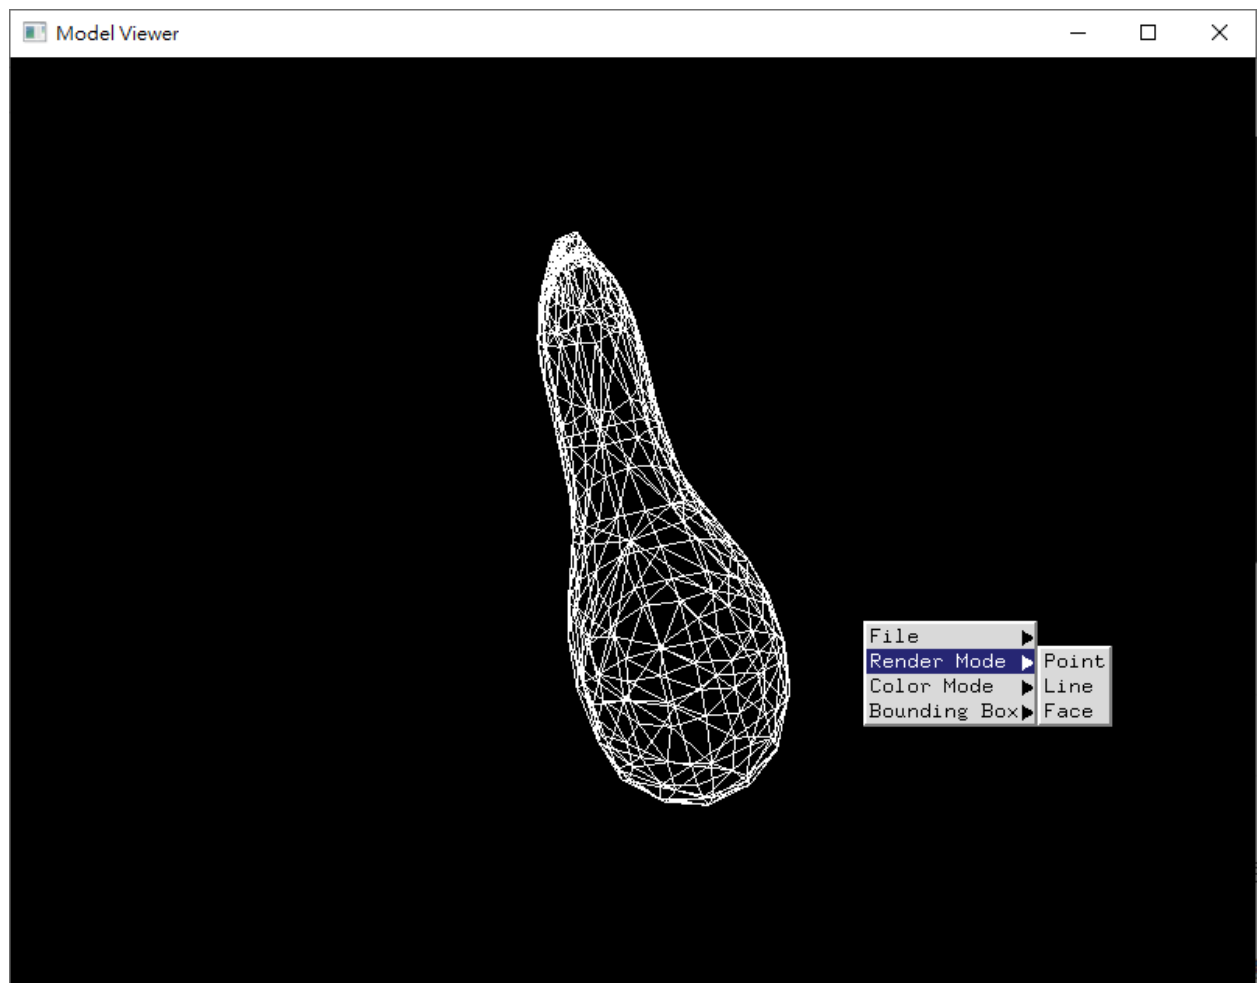 Model Viewer
File
Render Mode
Color Mode
Bounding Box
Point
Line
Face